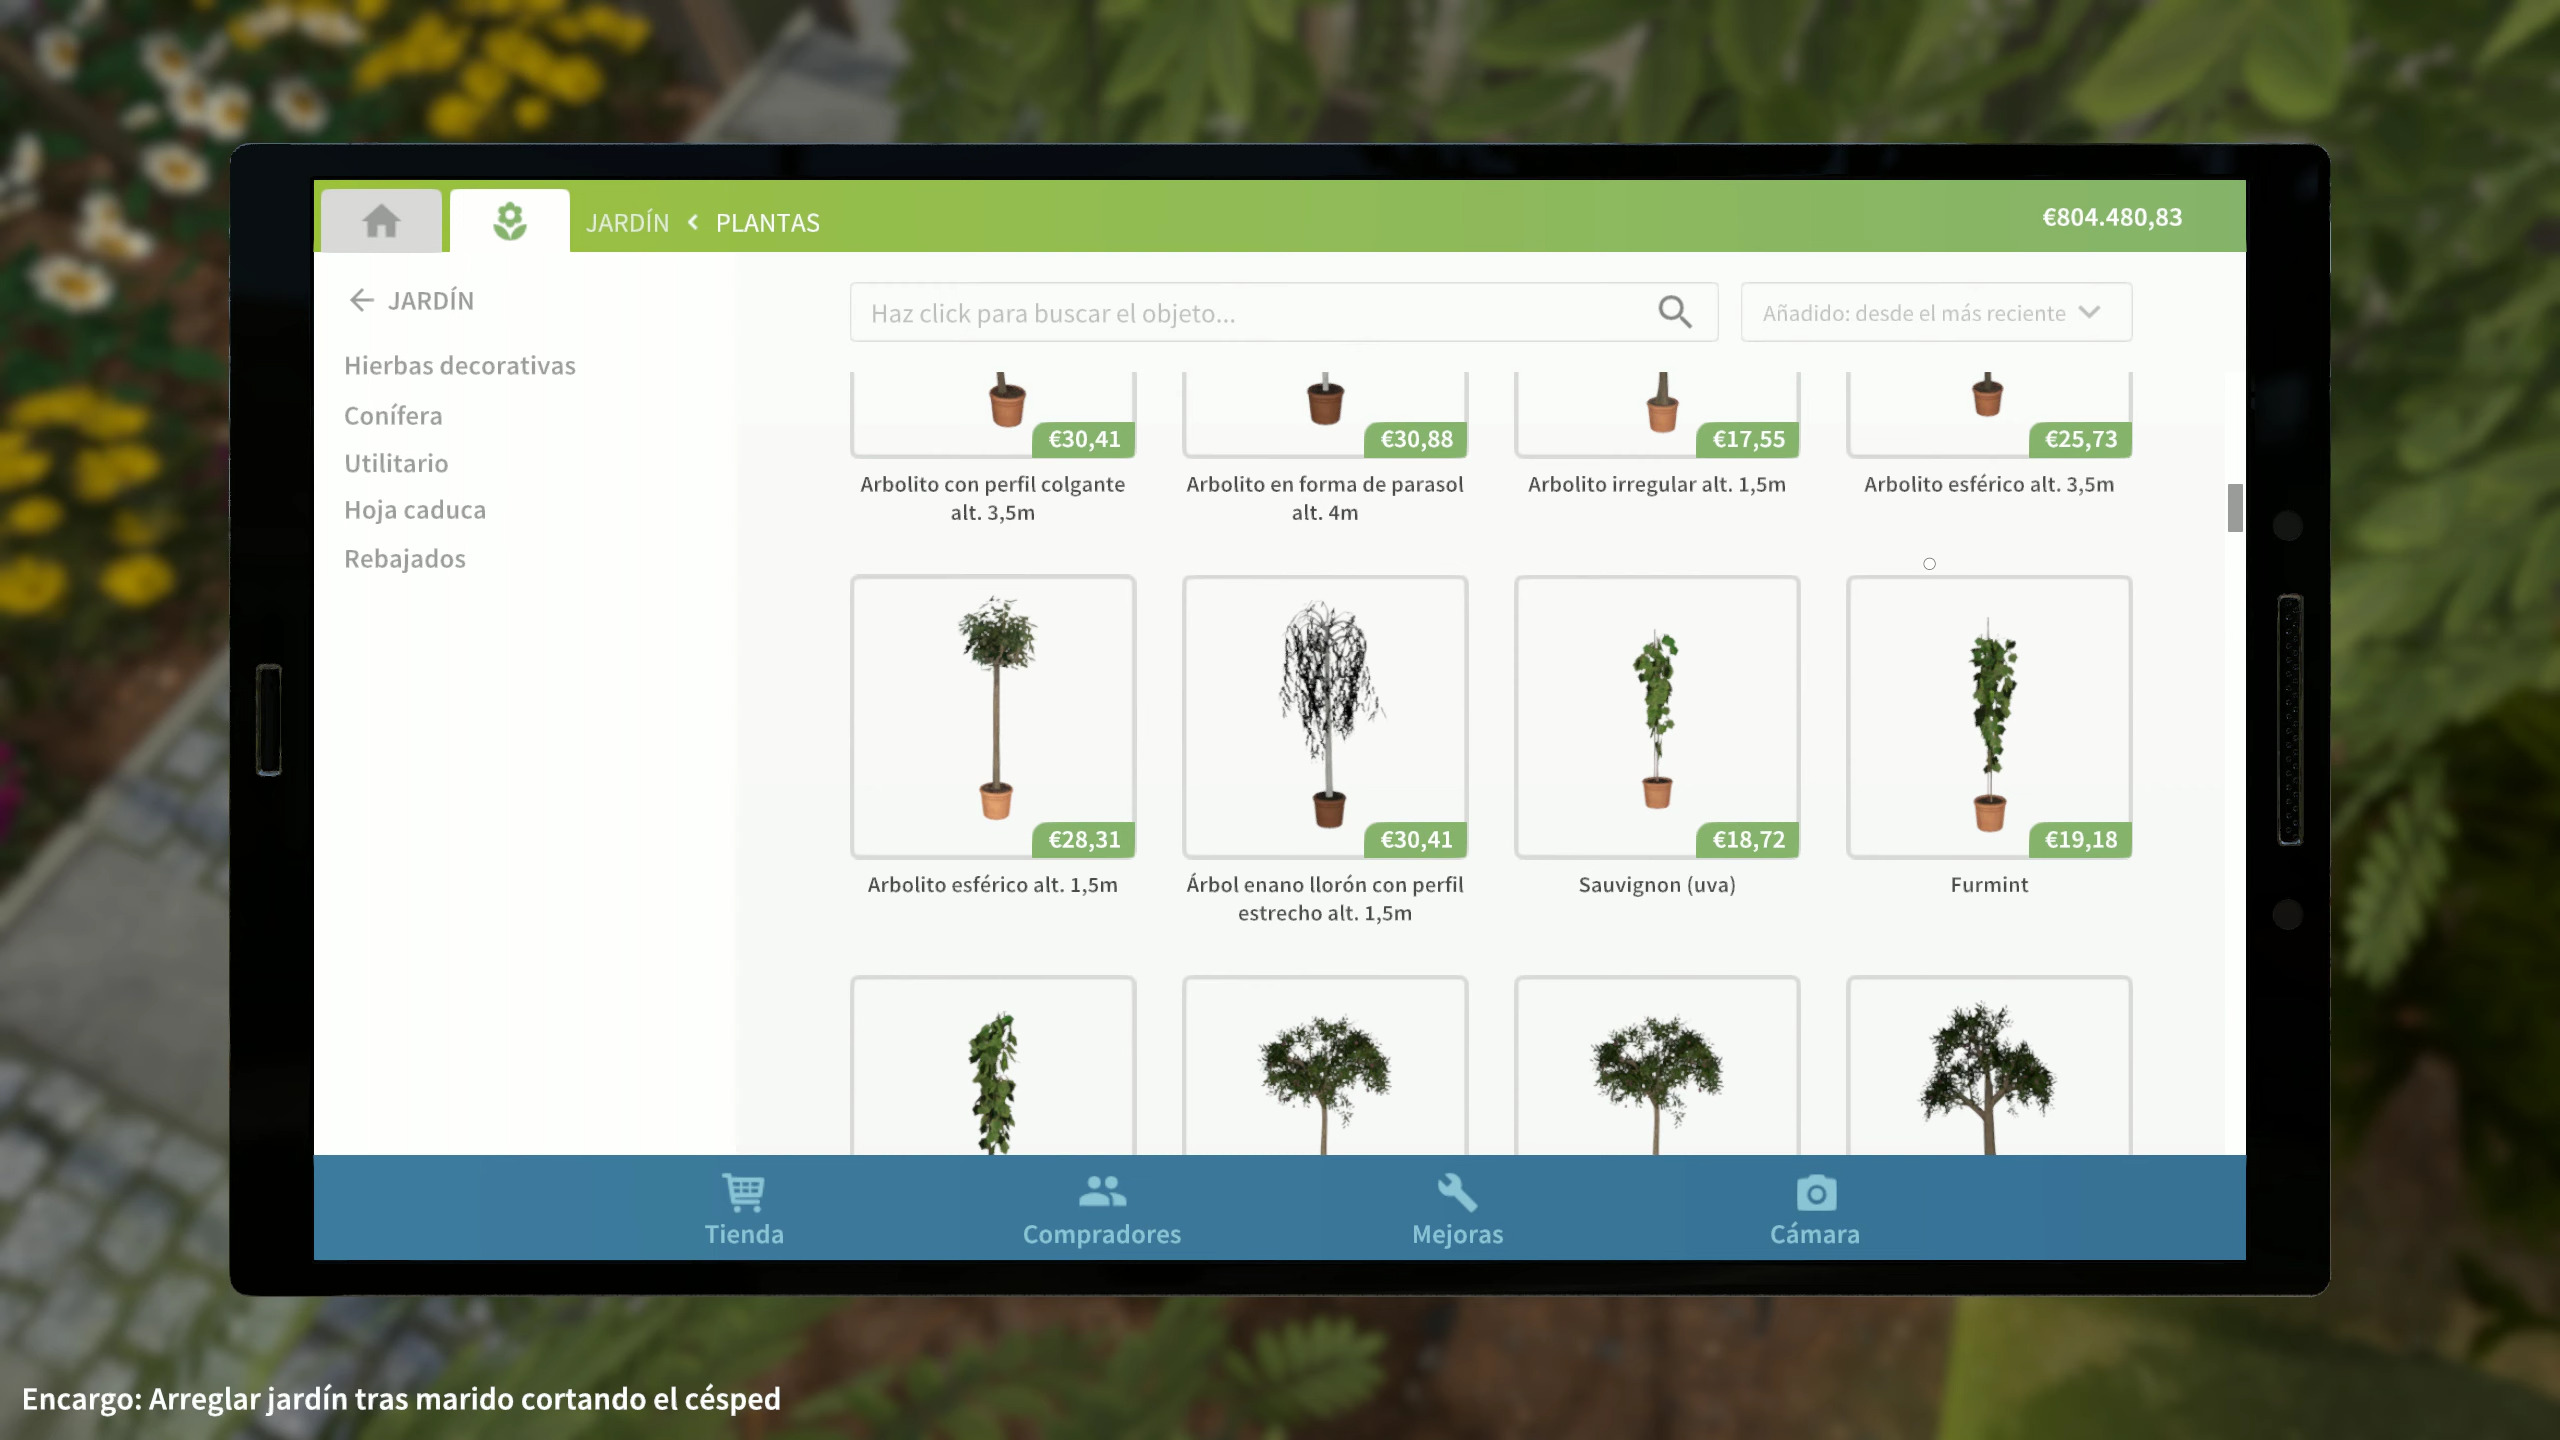 JARDÍN < PLANTAS
€804.480,83
← JARDÍN
Hierbas decorativas
Conífera
Utilitario
Hoja caduca
Rebajados
Haz click para buscar el objeto...
Añadido: desde el más reciente
€30,41
€30,88
€17,55
€25,73
Arbolito con perfil colgante
alt. 3,5m
Arbolito en forma de parasol
alt. 4m
Arbolito irregular alt. 1,5m
Arbolito esférico alt. 3,5m
€28,31
€30,41
€18,72
€19,18
Arbolito esférico alt. 1,5m
Árbol enano llorón con perfil
estrecho alt. 1,5m
Sauvignon (uva)
Furmint
Tienda
Compradores
Mejoras
Cámara
Encargo: Arreglar jardín tras marido cortando el césped